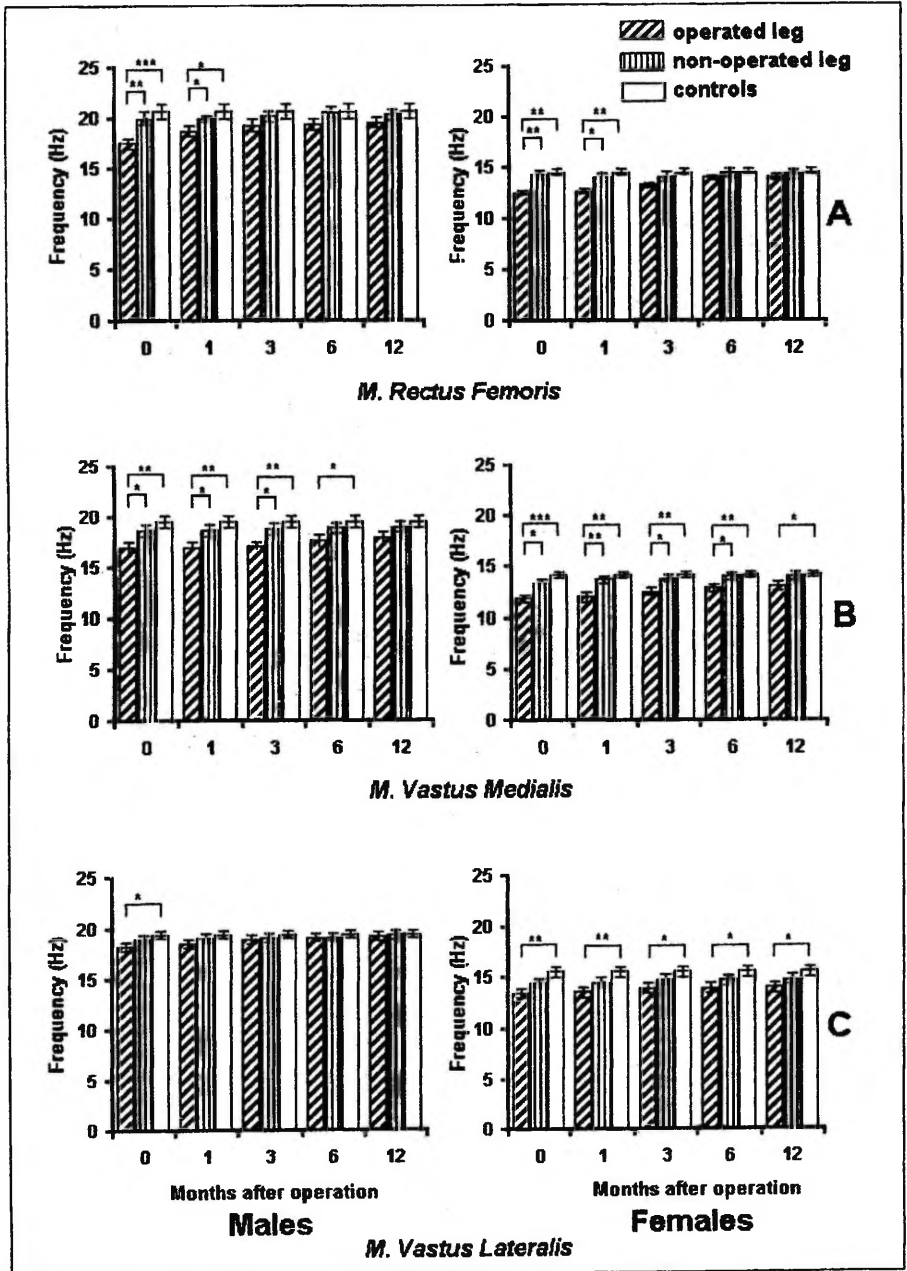 operated leg
non-operated leg
controls
Frequency (Hz)
25
20
15
10
5
0
*** ** * *
0 1 3 6 12
Frequency (Hz)
25
20
15
10
5
0
** ** ** *
0 1 3 6 12
A
M. Rectus Femoris
Frequency (Hz)
25
20
15
10
5
0
** * ** * ** * *
0 1 3 6 12
Frequency (Hz)
25
20
15
10
5
0
*** * ** ** ** * ** * *
0 1 3 6 12
B
M. Vastus Medialis
Frequency (Hz)
25
20
15
10
5
0
*
0 1 3 6 12
Months after operation
Males
Frequency (Hz)
25
20
15
10
5
0
** ** * * *
0 1 3 6 12
Months after operation
Females
C
M. Vastus Lateralis